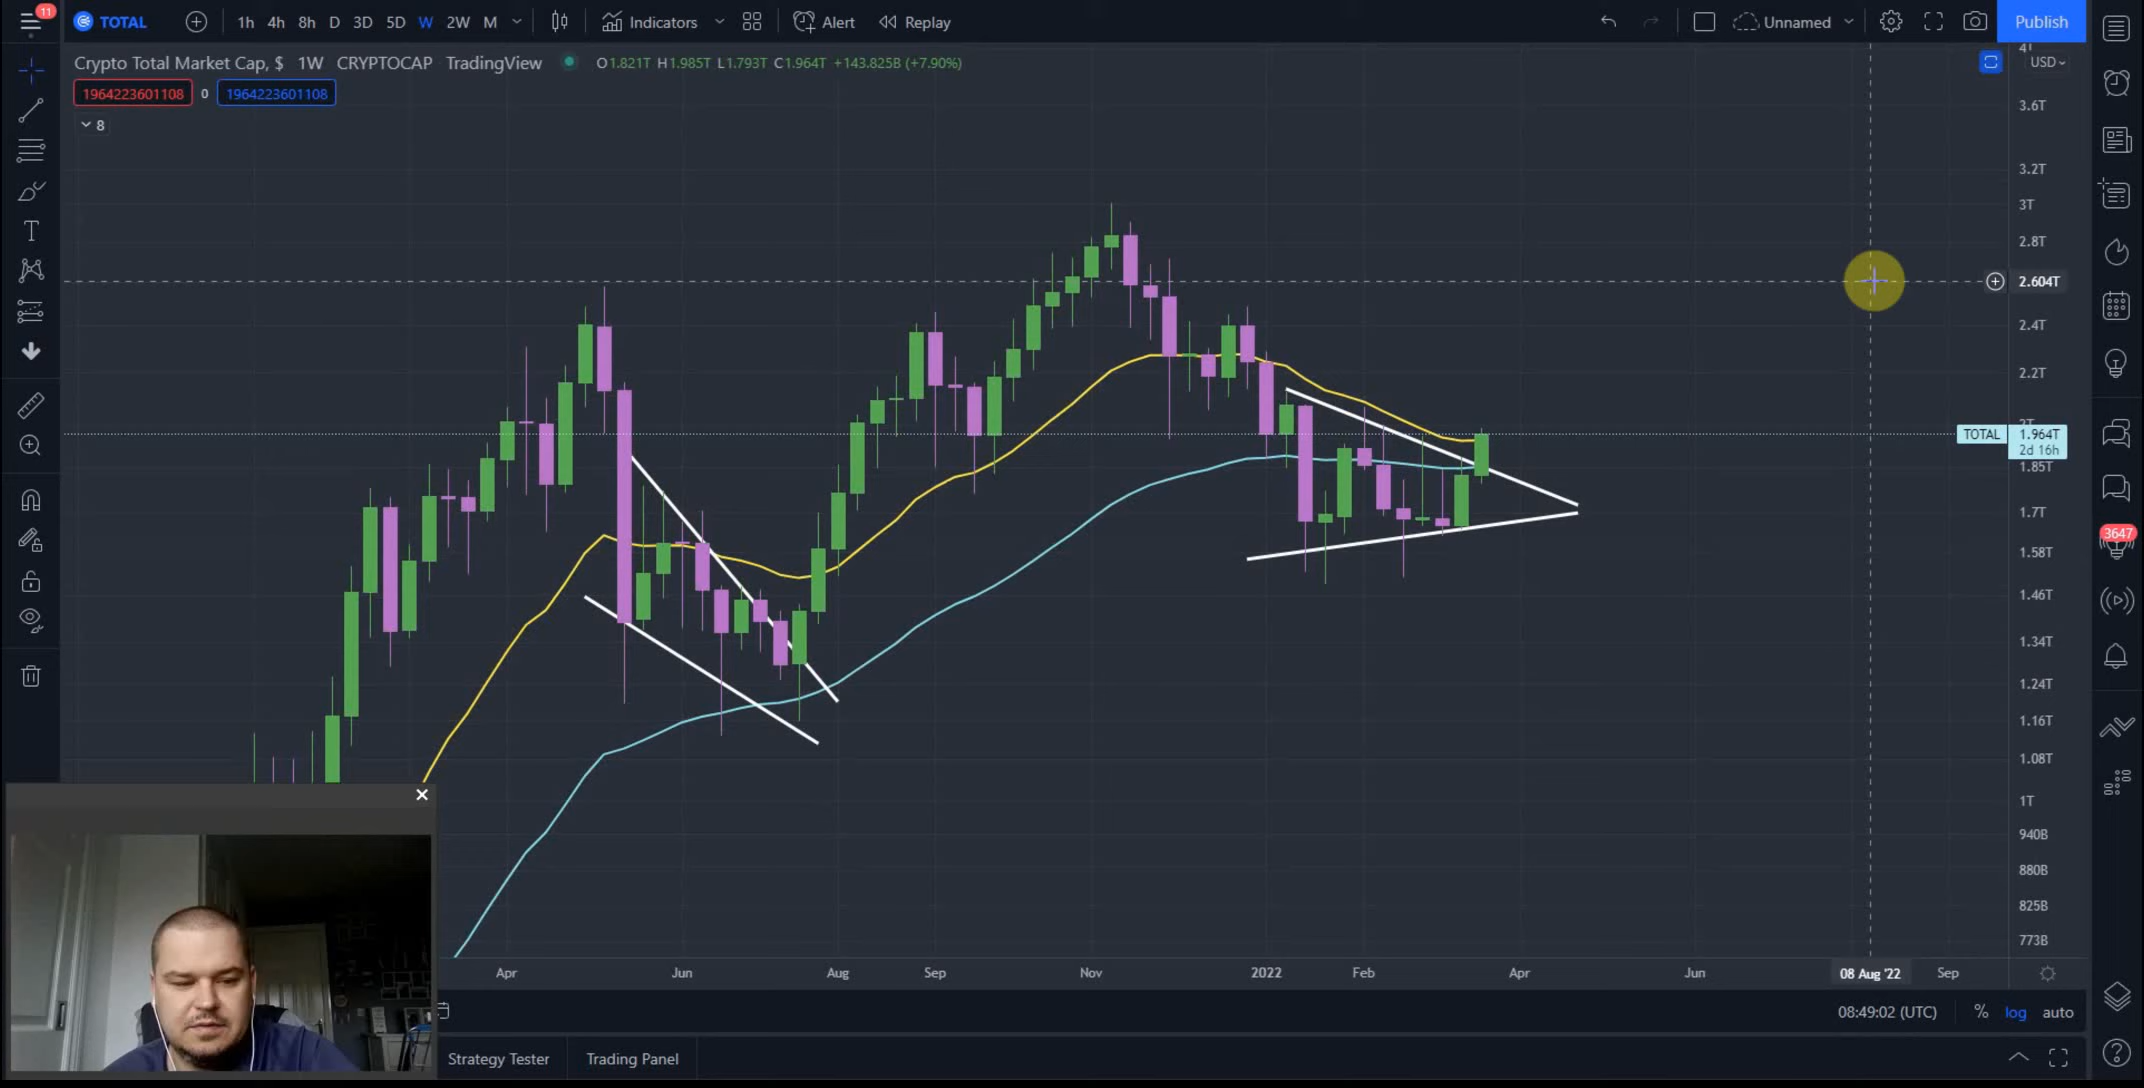 11
TOTAL 1h 4h 8h D 3D 5D W 2W M Indicators Alert Replay Unnamed Publish
Crypto Total Market Cap, $ 1W CRYPTOCAP TradingView O1.821T H1.985T L1.793T C1.964T +143.825B (+7.90%) USD
1964223601108 0 1964223601108
8
3.6T
3.2T
3T
2.8T
2.604T
2.4T
2.2T
2T
TOTAL 1.964T
2d 16h
1.85T
1.7T
3647
1.58T
1.46T
1.34T
1.24T
1.16T
1.08T
1T
940B
880B
825B
773B
Apr Jun Aug Sep Nov 2022 Feb Apr Jun 08 Aug '22 Sep
08:49:02 (UTC) % log auto
Strategy Tester Trading Panel